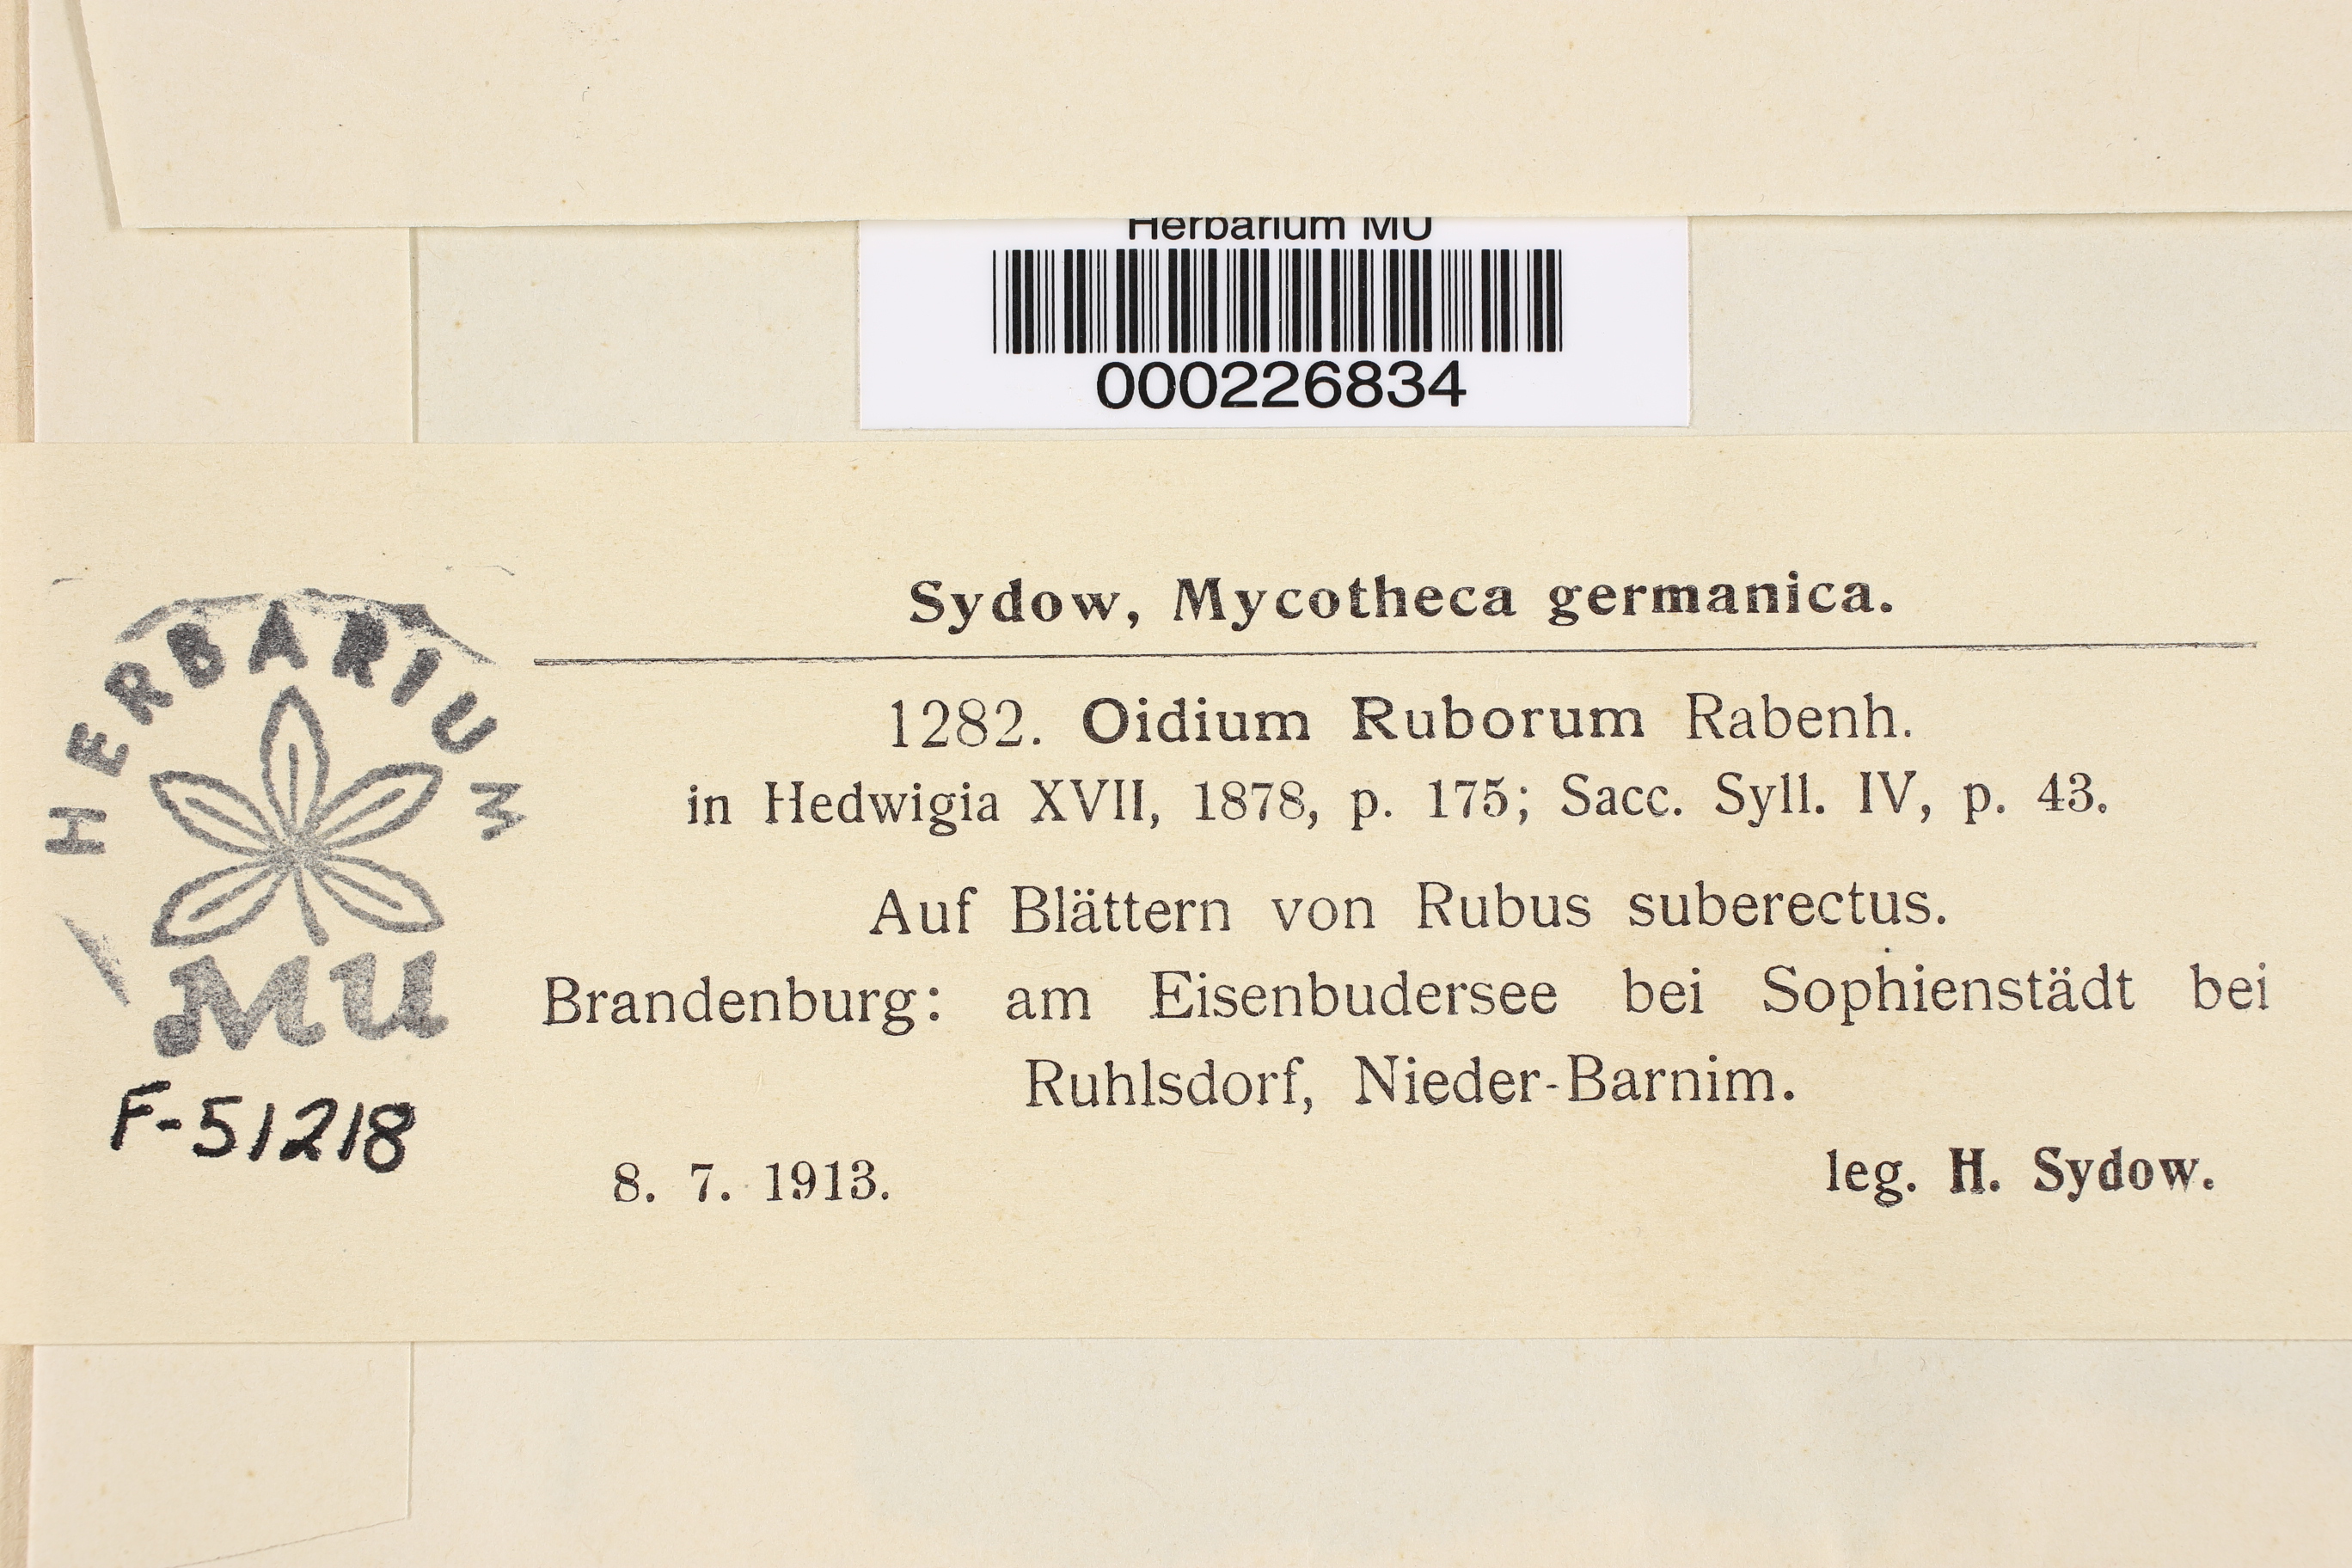 Herbarium MU
000226834
Sydow, Mycotheca germanica.
1282. Oidium Ruborum Rabenh.
in Hedwigia XVII, 1878, p. 175; Sacc. Syll. IV, p. 43.
Auf Blättern von Rubus suberectus.
Brandenburg: am Eisenbudersee bei Sophienstädt bei
Ruhlsdorf, Nieder-Barnim.
8. 7. 1913.
leg. H. Sydow.
HERBARIUM
MU
F-51218